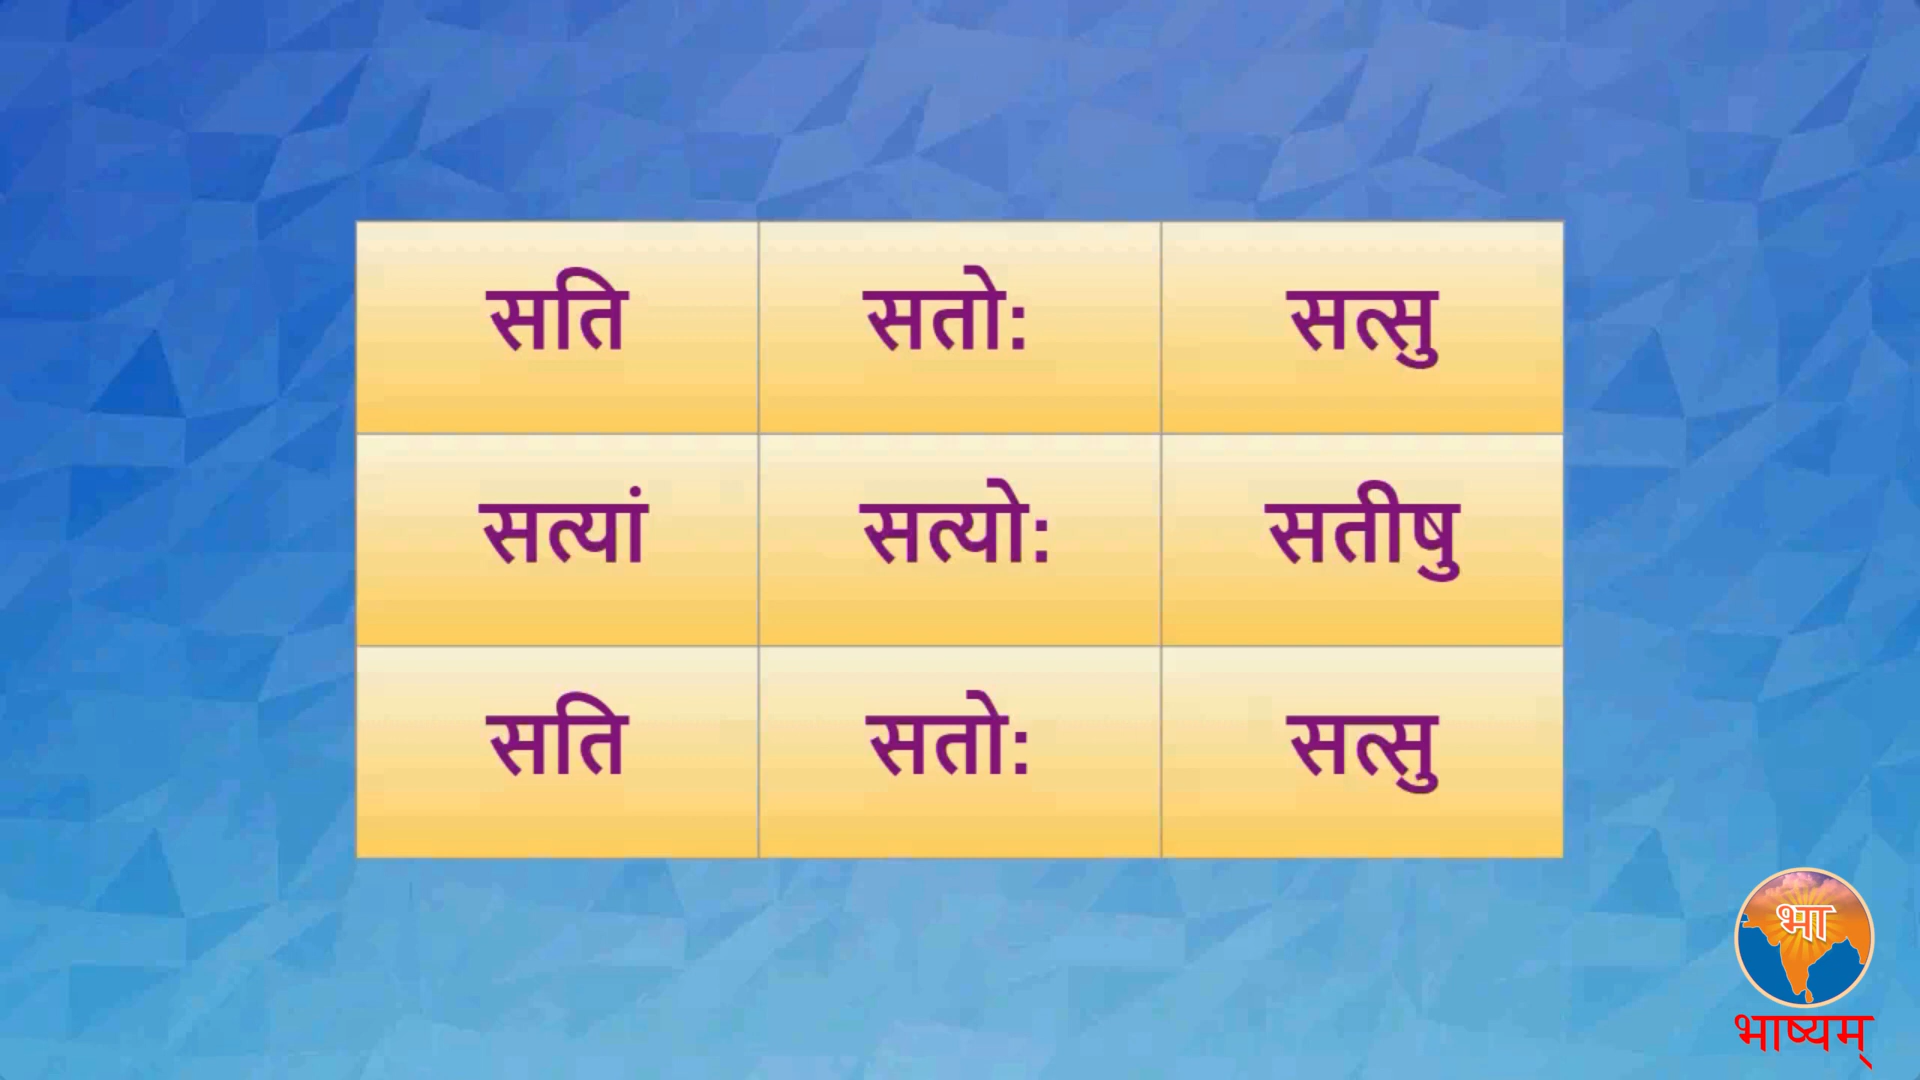 सति सतो: सत्सु
सत्यां सत्यो: सतीषु
सति सतो: सत्सु
भा
भाष्यम्